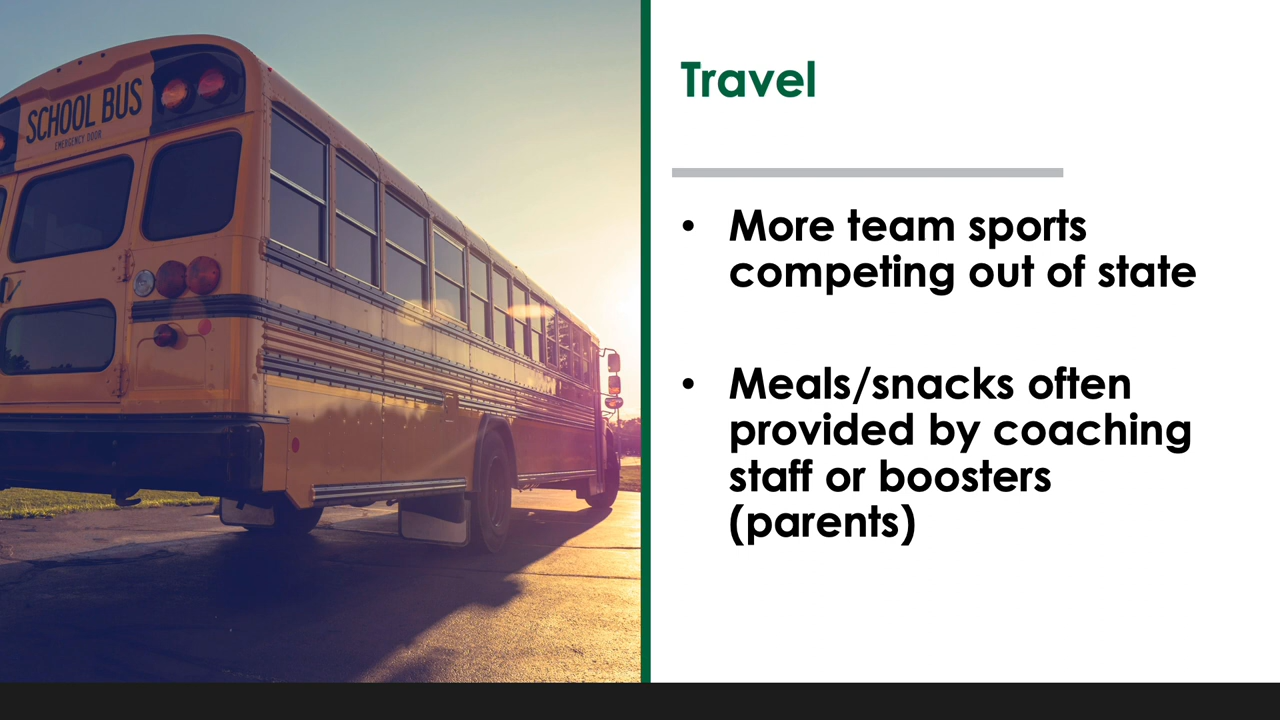 SCHOOL BUS
EMERGENCY DOOR
Travel
• More team sports
competing out of state
• Meals/snacks often
provided by coaching
staff or boosters
(parents)